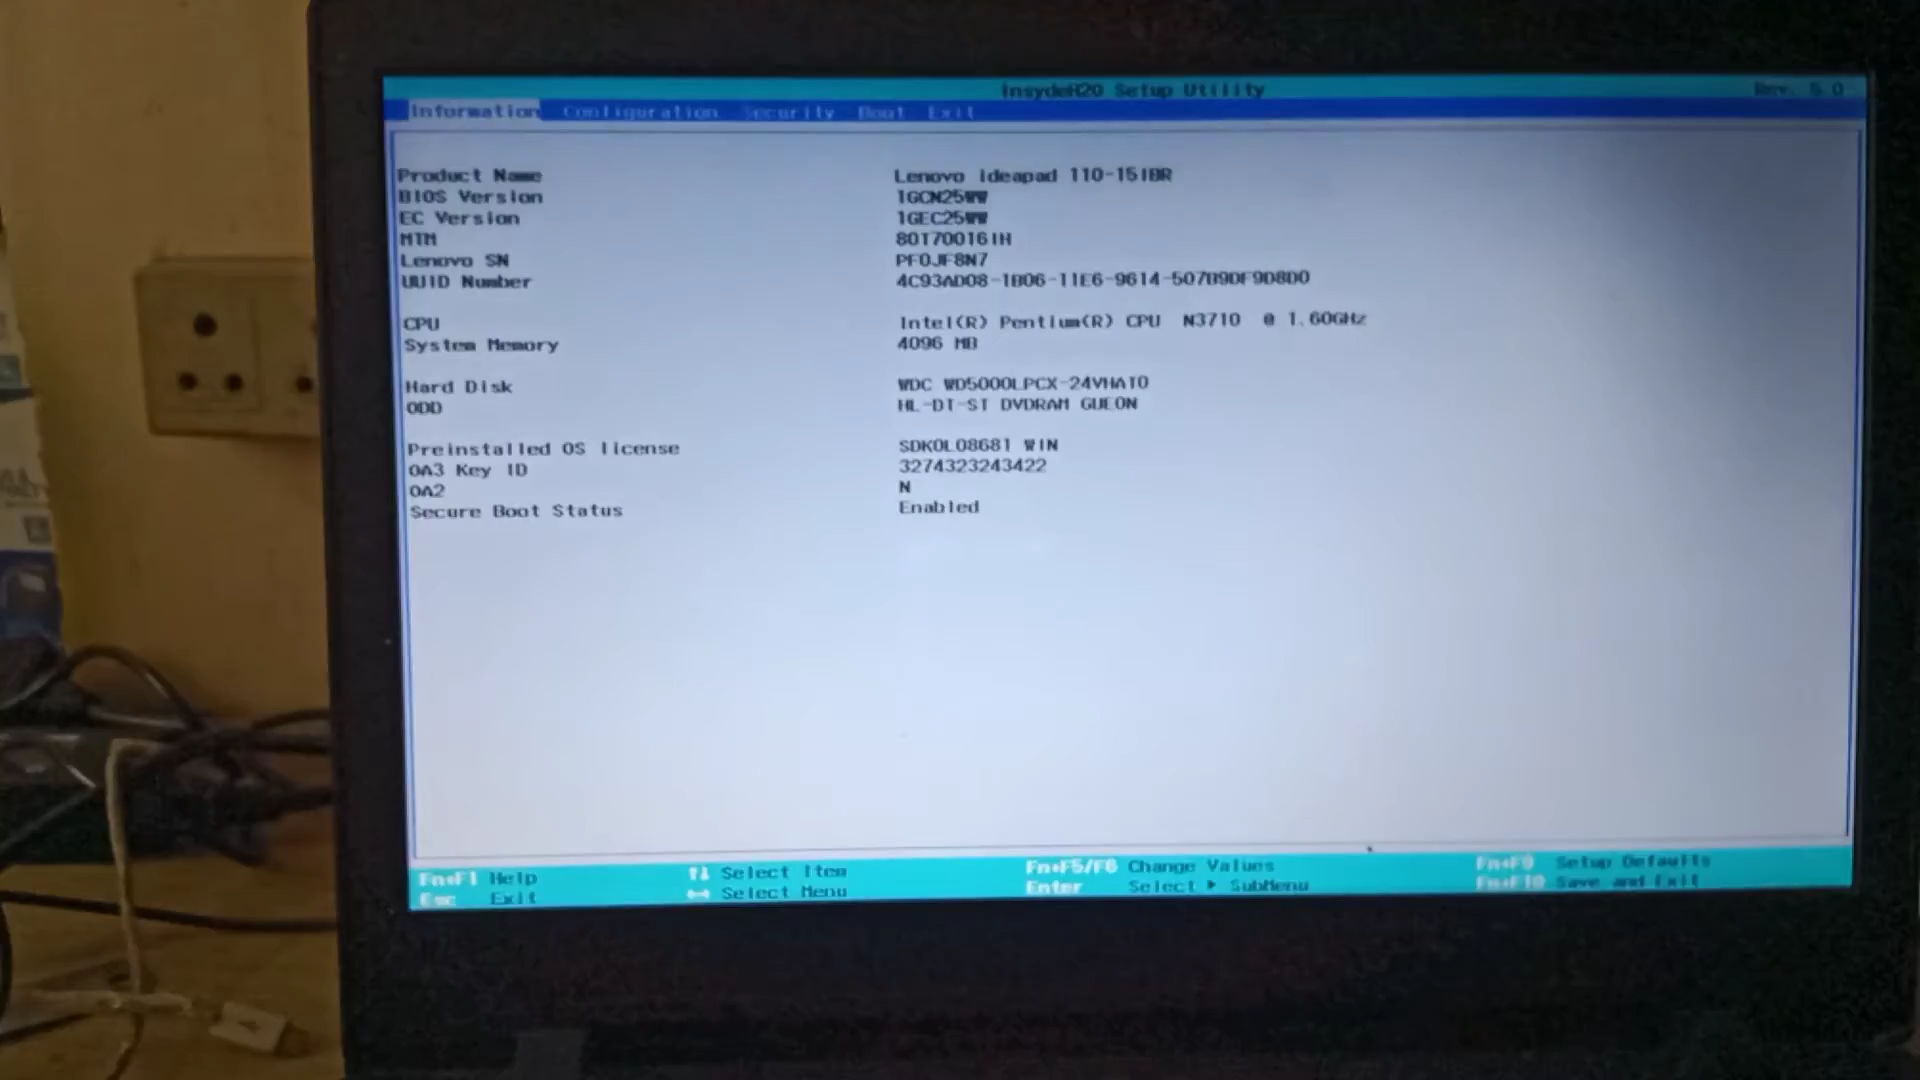 InsydeH20 Setup Utility Rev. 5.0
Information Configuration Security Boot Exit
Product Name Lenovo ideapad 110-15IBR
BIOS Version 1GCN25WW
EC Version 1GEC25WW
MTM 80T70016IH
Lenovo SN PF0JF8N7
UUID Number 4C93AD08-1B06-11E6-9614-507B9DF9D8D0
CPU Intel(R) Pentium(R) CPU N3710 @ 1.60GHz
System Memory 4096 MB
Hard Disk WDC WD5000LPCX-24VHAT0
ODD HL-DT-ST DVDRAM GUE0N
Preinstalled OS license SDK0L08681 WIN
OA3 Key ID 3274323243422
OA2 N
Secure Boot Status Enabled
Fn+F1 Help ↑↓ Select Item Fn+F5/F6 Change Values Fn+F9 Setup Defaults
Esc Exit ↔ Select Menu Enter Select ▶ SubMenu Fn+F10 Save and Exit